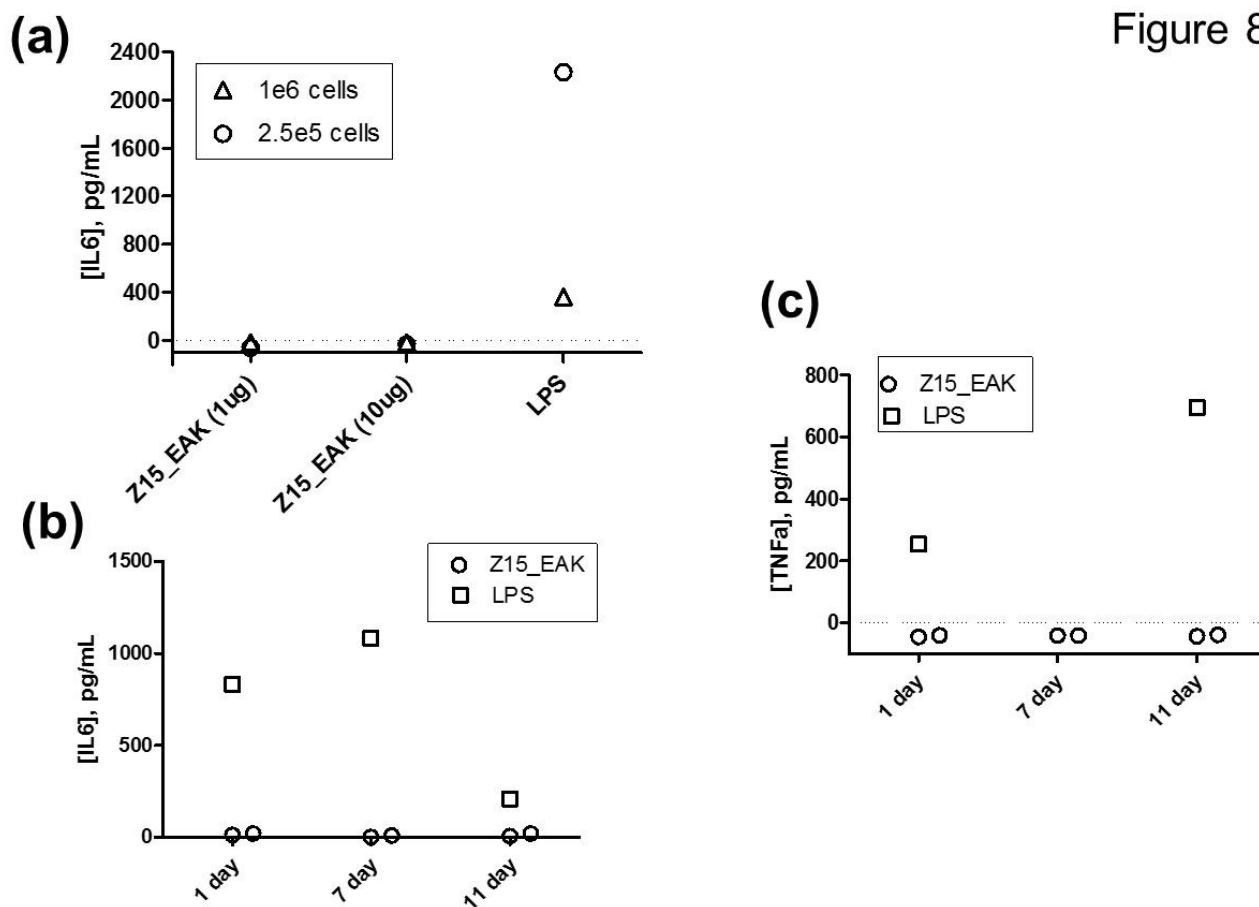 Figure 8
(a)
2400
2000
1600
1200
800
400
0
[IL6], pg/mL
1e6 cells
2.5e5 cells
Z15_EAK (1ug)
Z15_EAK (10ug)
LPS
(b)
1500
1000
500
0
[IL6], pg/mL
Z15_EAK
LPS
1 day
7 day
11 day
(c)
800
600
400
200
0
[TNFa], pg/mL
Z15_EAK
LPS
1 day
7 day
11 day